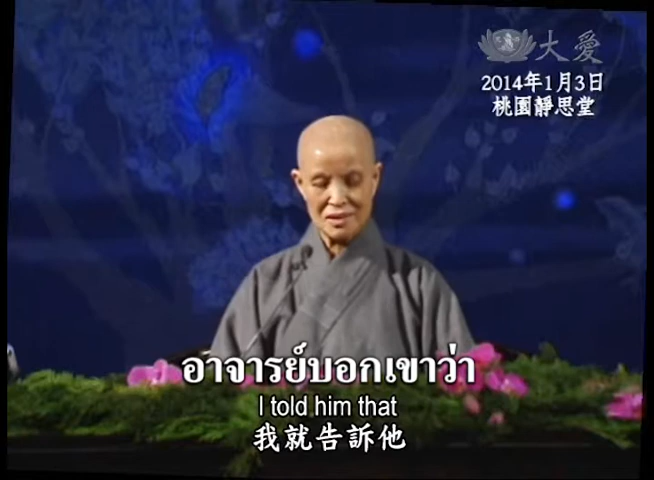 大愛
2014年1月3日
桃園靜思堂
อาจารย์บอกเขาว่า
I told him that
我就告訴他